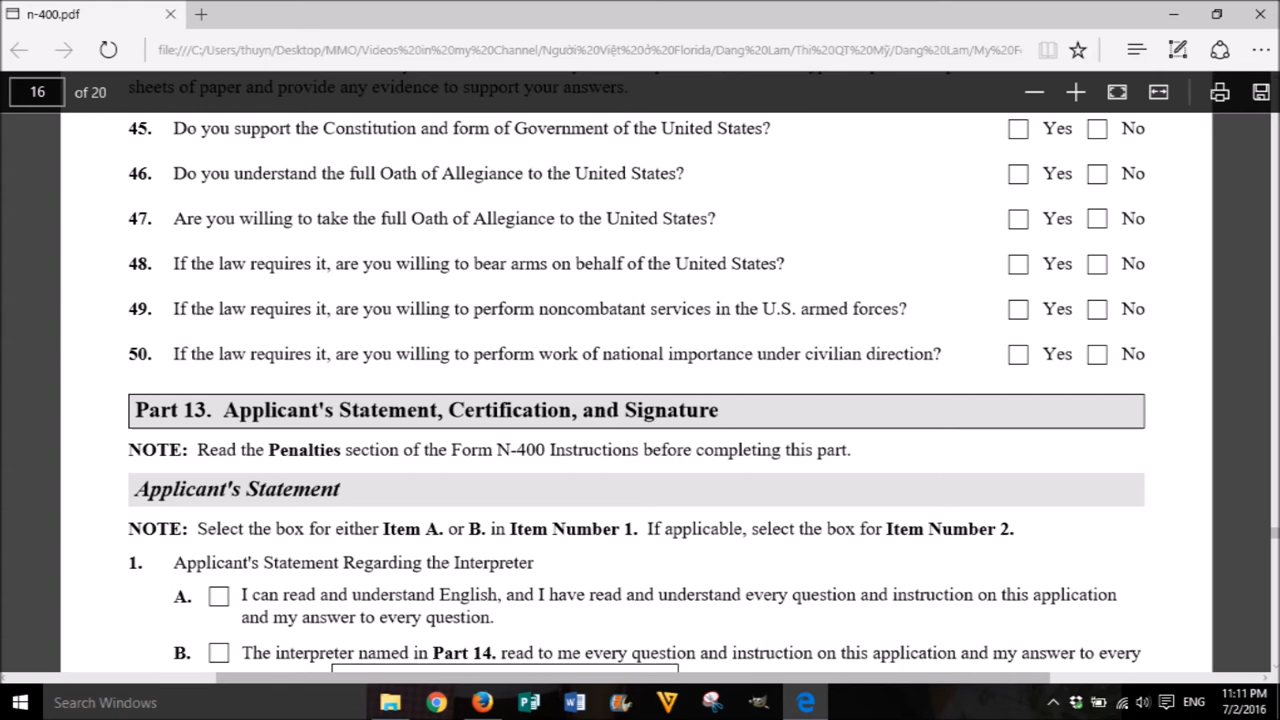 n-400.pdf
file:///C:/Users/thuyn/Desktop/MMO/Videos%20in%20my%20Channel/Người%20Việt%20ở%20Florida/Dang%20Lam/Thi%20QT%20Mỹ/Dang%20Lam/My%20F
16 of 20
sheets of paper and provide any evidence to support your answers.
45. Do you support the Constitution and form of Government of the United States? Yes No
46. Do you understand the full Oath of Allegiance to the United States? Yes No
47. Are you willing to take the full Oath of Allegiance to the United States? Yes No
48. If the law requires it, are you willing to bear arms on behalf of the United States? Yes No
49. If the law requires it, are you willing to perform noncombatant services in the U.S. armed forces? Yes No
50. If the law requires it, are you willing to perform work of national importance under civilian direction? Yes No
Part 13. Applicant's Statement, Certification, and Signature
NOTE: Read the Penalties section of the Form N-400 Instructions before completing this part.
Applicant's Statement
NOTE: Select the box for either Item A. or B. in Item Number 1. If applicable, select the box for Item Number 2.
1. Applicant's Statement Regarding the Interpreter
A. I can read and understand English, and I have read and understand every question and instruction on this application
and my answer to every question.
B. The interpreter named in Part 14. read to me every question and instruction on this application and my answer to every
Search Windows
ENG
11:11 PM
7/2/2016